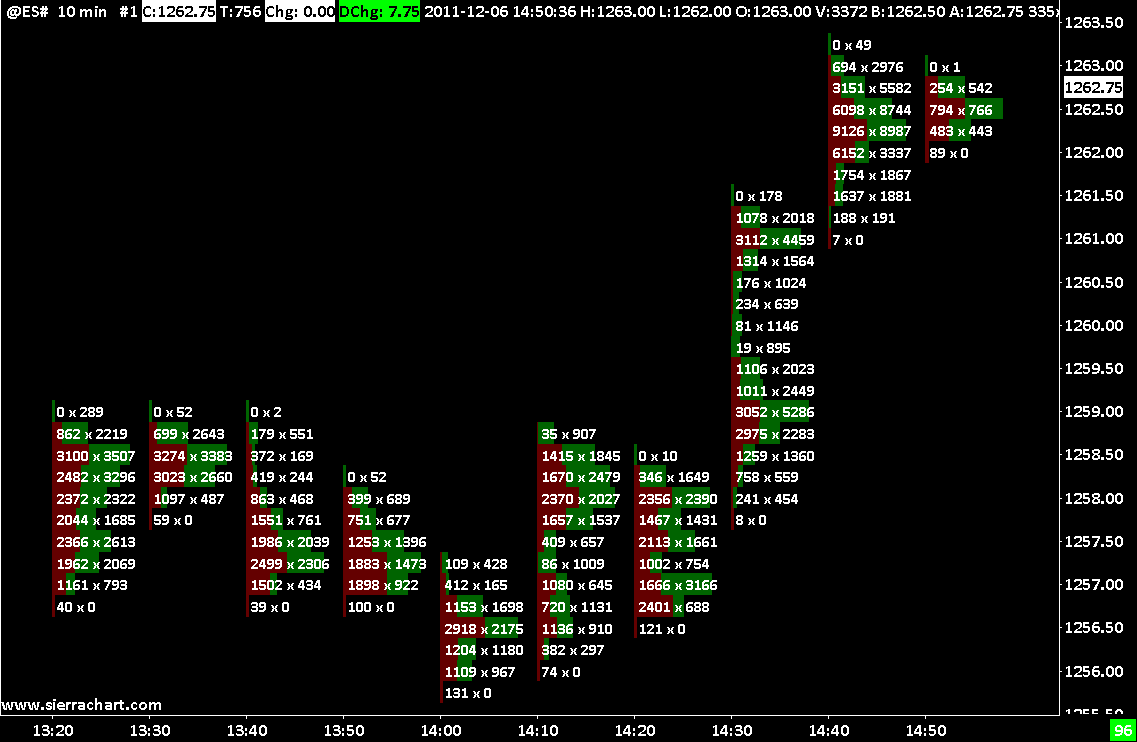 @ES# 10 min #1 C:1262.75 T:756 Chg: 0.00 DChg: 7.75 2011-12-06 14:50:36 H:1263.00 L:1262.00 O:1263.00 V:3372 B:1262.50 A:1262.75 335x
0 x 289
862 x 2219
3100 x 3507
2482 x 3296
2372 x 2322
2044 x 1685
2366 x 2613
1962 x 2069
1161 x 793
40 x 0
0 x 52
699 x 2643
3274 x 3383
3023 x 2660
1097 x 487
59 x 0
0 x 2
179 x 551
372 x 169
419 x 244
863 x 468
1551 x 761
1986 x 2039
2499 x 2306
1502 x 434
39 x 0
0 x 52
399 x 689
751 x 677
1253 x 1396
1883 x 1473
1898 x 922
100 x 0
109 x 428
412 x 165
1153 x 1698
2918 x 2175
1204 x 1180
1109 x 967
131 x 0
35 x 907
1415 x 1845
1670 x 2479
2370 x 2027
1657 x 1537
409 x 657
86 x 1009
1080 x 645
720 x 1131
1136 x 910
382 x 297
74 x 0
0 x 10
346 x 1649
2356 x 2390
1467 x 1431
2113 x 1661
1002 x 754
1666 x 3166
2401 x 688
121 x 0
0 x 178
1078 x 2018
3112 x 4459
1314 x 1564
176 x 1024
234 x 639
81 x 1146
19 x 895
1106 x 2023
1011 x 2449
3052 x 5286
2975 x 2283
1259 x 1360
758 x 559
241 x 454
8 x 0
0 x 49
694 x 2976
3151 x 5582
6098 x 8744
9126 x 8987
6152 x 3337
1754 x 1867
1637 x 1881
188 x 191
7 x 0
0 x 1
254 x 542
794 x 766
483 x 443
89 x 0
1263.50
1263.00
1262.75
1262.50
1262.00
1261.50
1261.00
1260.50
1260.00
1259.50
1259.00
1258.50
1258.00
1257.50
1257.00
1256.50
1256.00
1255.50
www.sierrachart.com
13:20 13:30 13:40 13:50 14:00 14:10 14:20 14:30 14:40 14:50
96